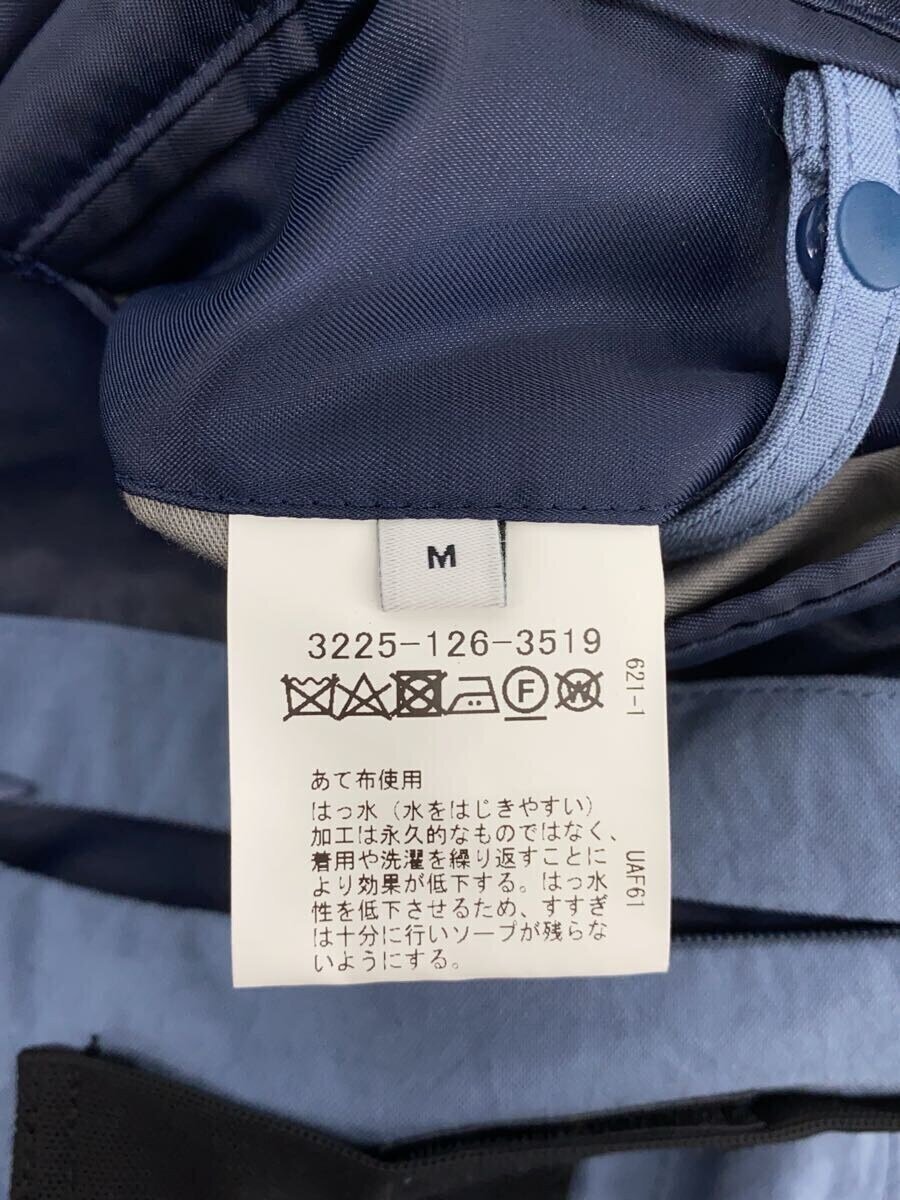 M
3225-126-3519
621-1
F
W
あて布使用
はっ水（水をはじきやすい）
加工は永久的なものではなく、
着用や洗濯を繰り返すことに
より効果が低下する。はっ水
性を低下させるため、すすぎ
は十分に行いソープが残らな
いようにする。
UAF61